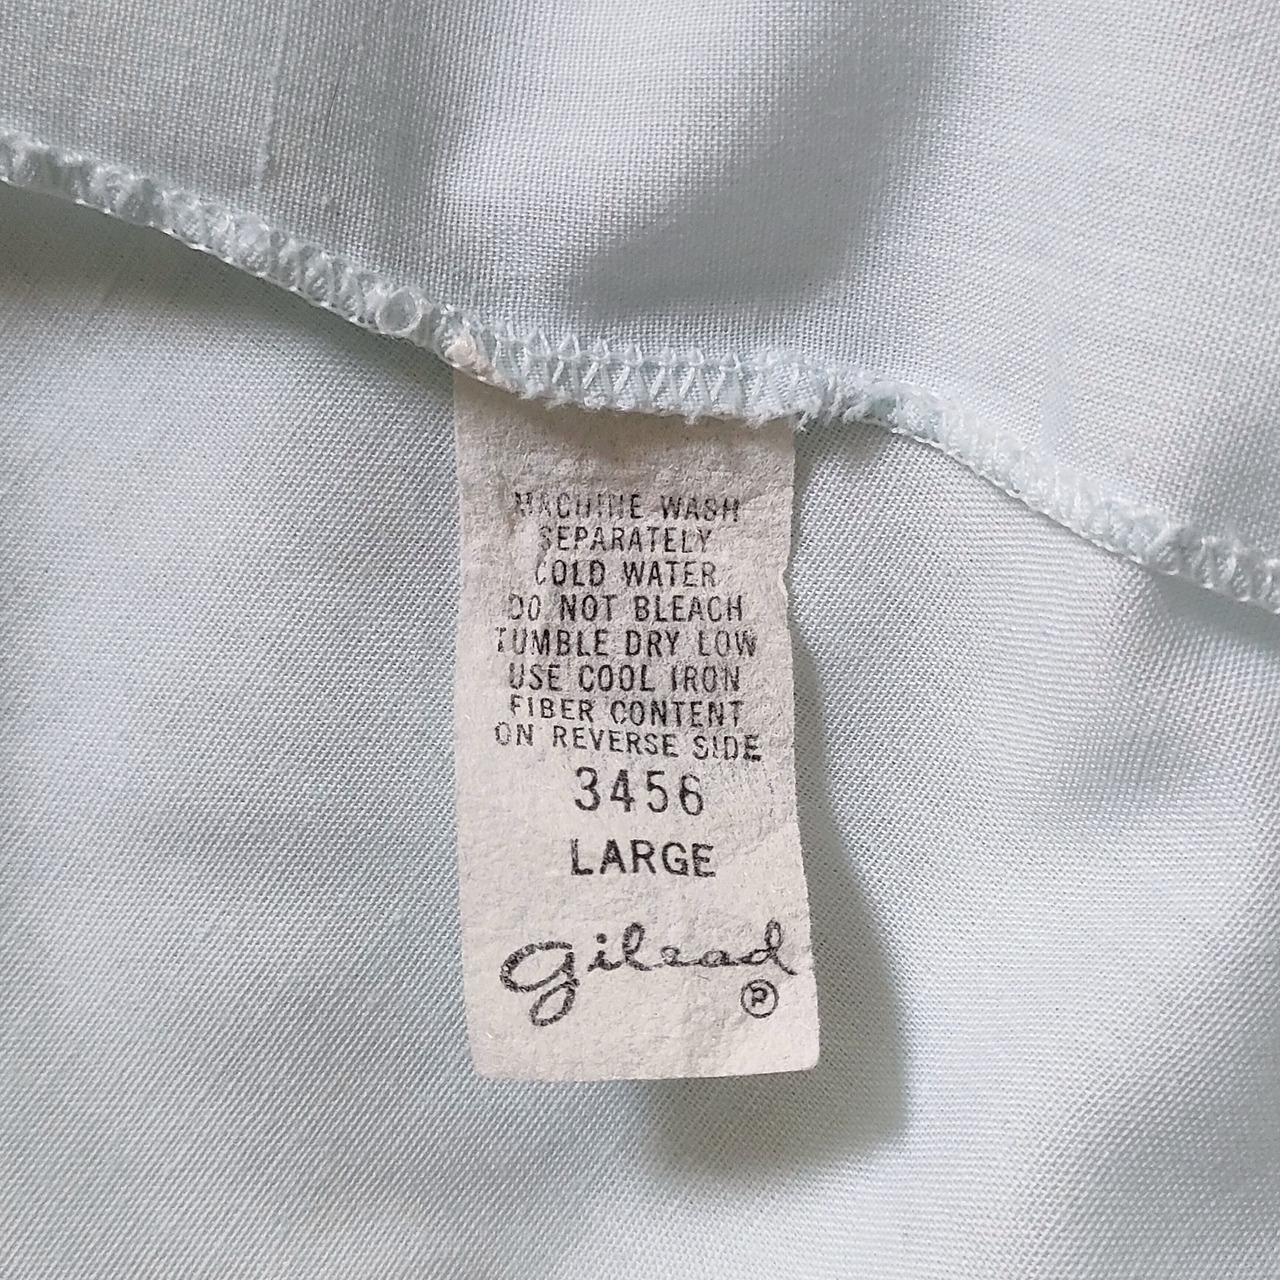 MACHINE WASH
SEPARATELY
COLD WATER
DO NOT BLEACH
TUMBLE DRY LOW
USE COOL IRON
FIBER CONTENT
ON REVERSE SIDE
3456
LARGE
gilead
®